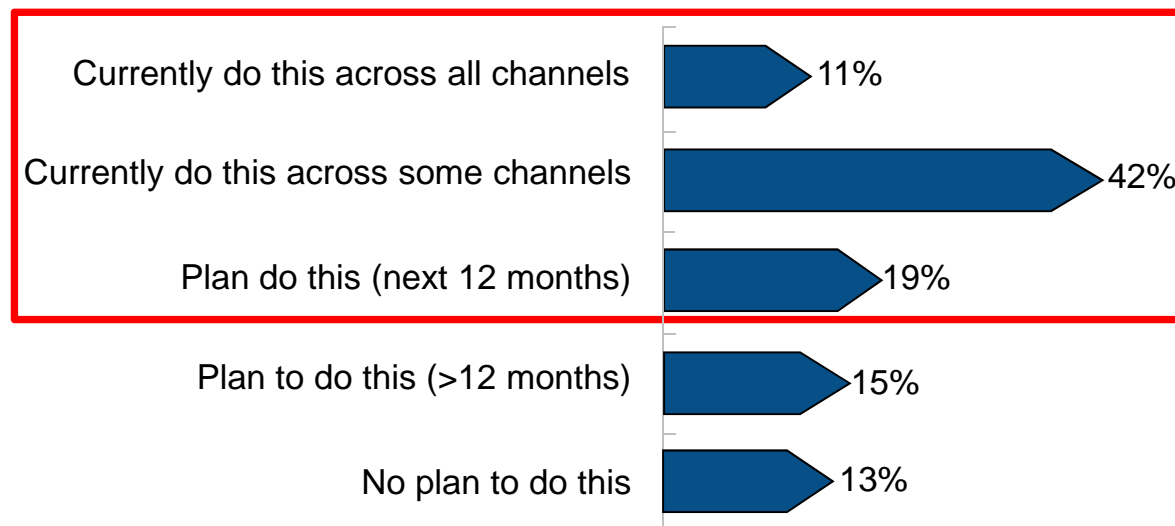 Currently do this across all channels 11%
Currently do this across some channels 42%
Plan do this (next 12 months) 19%
Plan to do this (>12 months) 15%
No plan to do this 13%